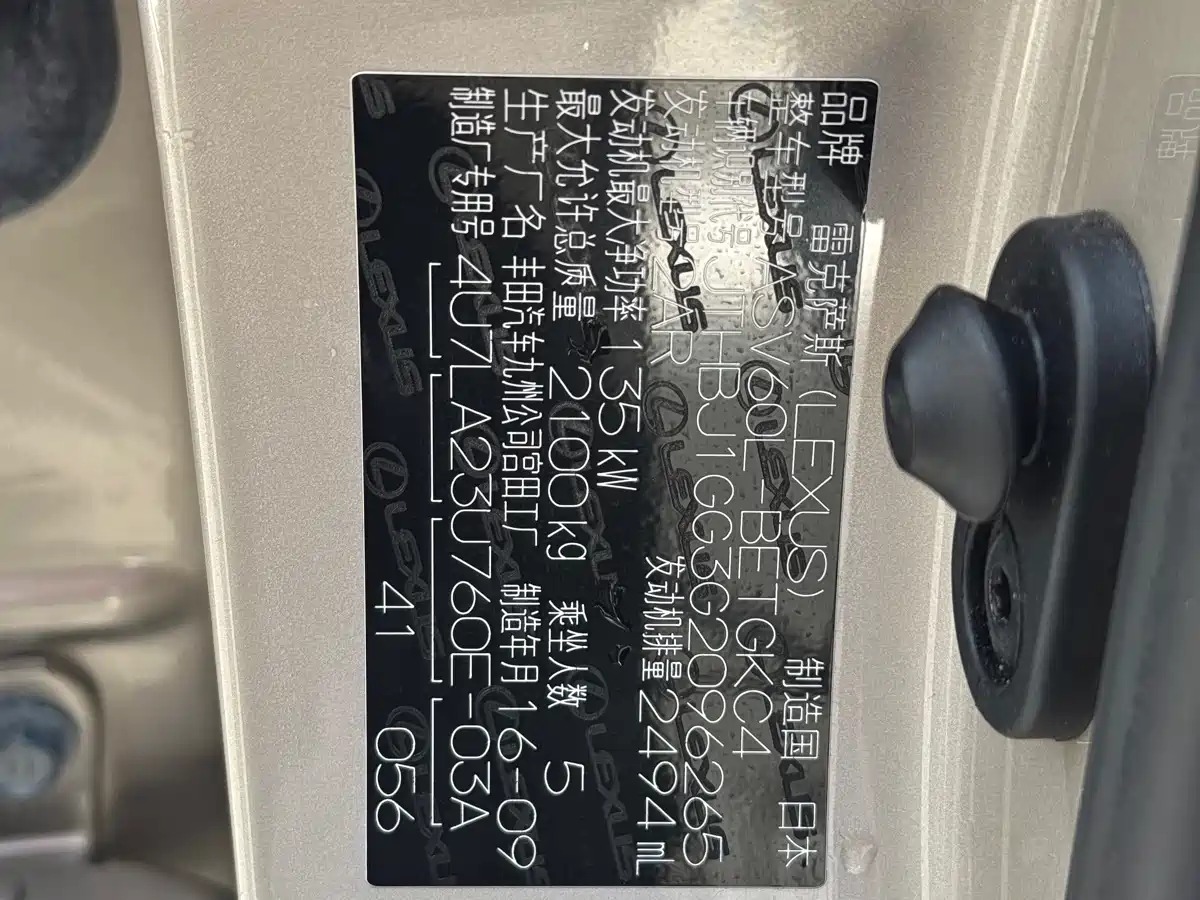 品牌 雷克萨斯 (LEXUS) 制造国 日本
整车型号 ASV60L-BETGKC4
车辆识别代号 JTHBJ1GG3G2096265
发动机型号 2AR 发动机排量 2494 mL
发动机最大净功率 135 kW
最大允许总质量 2100 kg 乘坐人数 5
生产厂名 丰田汽车九州公司宫田工厂 制造年月 16-09
制造厂专用号 4U7LA23U760E-03A
41 056